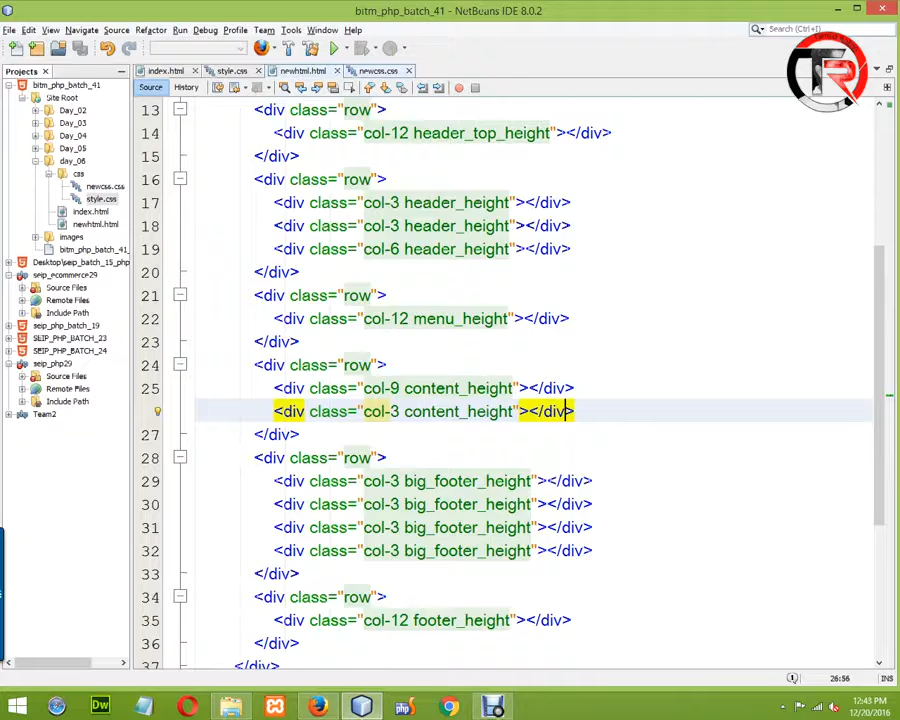 bitm_php_batch_41 - NetBeans IDE 8.0.2
File Edit View Navigate Source Refactor Run Debug Profile Team Tools Window Help
Search (Ctrl+I)
Projects
index.html
style.css
newhtml.html
newcss.css
Source
History
bitm_php_batch_41
Site Root
Day_02
Day_03
Day_04
Day_05
day_06
css
newcss.css
style.css
index.html
newhtml.html
images
bitm_php_batch_41_
Desktop\seip_batch_15_php
seip_ecommerce29
Source Files
Remote Files
Include Path
seip_php_batch_19
SEIP_PHP_BATCH_23
SEIP_PHP_BATCH_24
seip_php29
Source Files
Remote Files
Include Path
Team2
13 <div class="row">
14 <div class="col-12 header_top_height"></div>
15 </div>
16 <div class="row">
17 <div class="col-3 header_height"></div>
18 <div class="col-3 header_height"></div>
19 <div class="col-6 header_height"></div>
20 </div>
21 <div class="row">
22 <div class="col-12 menu_height"></div>
23 </div>
24 <div class="row">
25 <div class="col-9 content_height"></div>
<div class="col-3 content_height"></div>
27 </div>
28 <div class="row">
29 <div class="col-3 big_footer_height"></div>
30 <div class="col-3 big_footer_height"></div>
31 <div class="col-3 big_footer_height"></div>
32 <div class="col-3 big_footer_height"></div>
33 </div>
34 <div class="row">
35 <div class="col-12 footer_height"></div>
36 </div>
37 </div>
26:56
INS
Dw
php
12:43 PM
12/20/2016